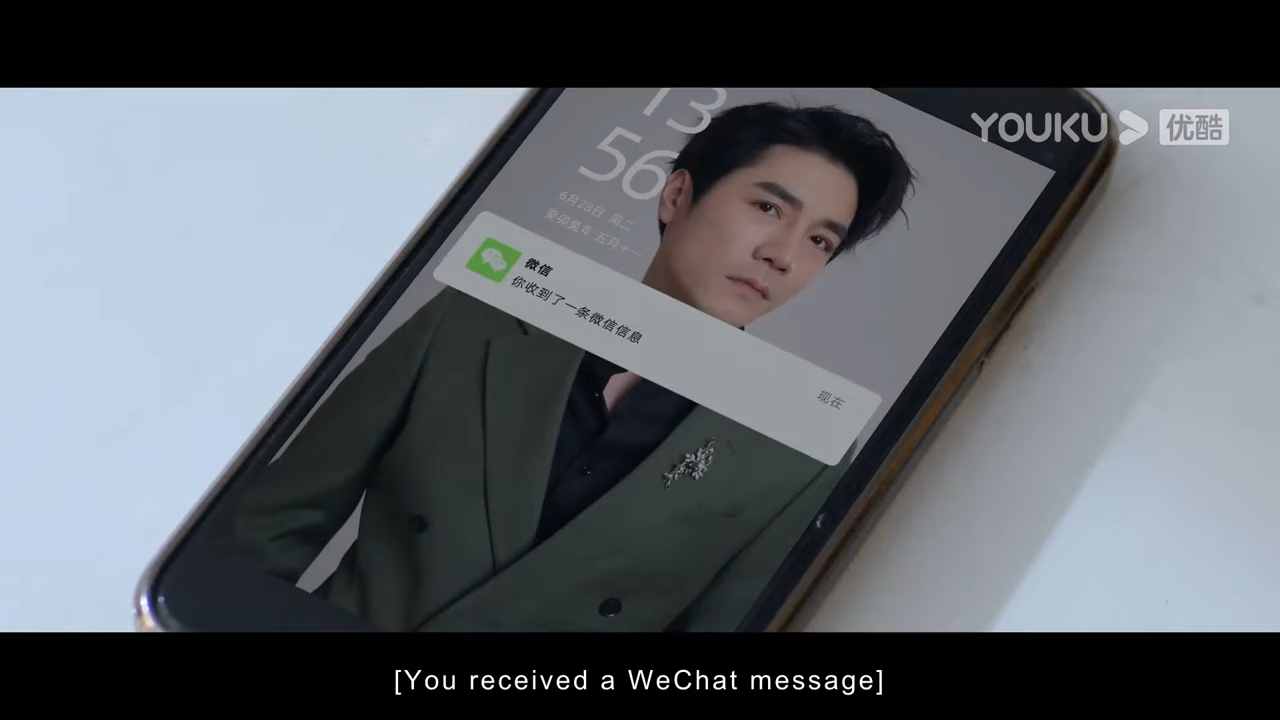 YOUKU 优酷
13
56
6月28日 周二
癸卯兔年 五月十一
微信
你收到了一条微信信息
现在
[You received a WeChat message]